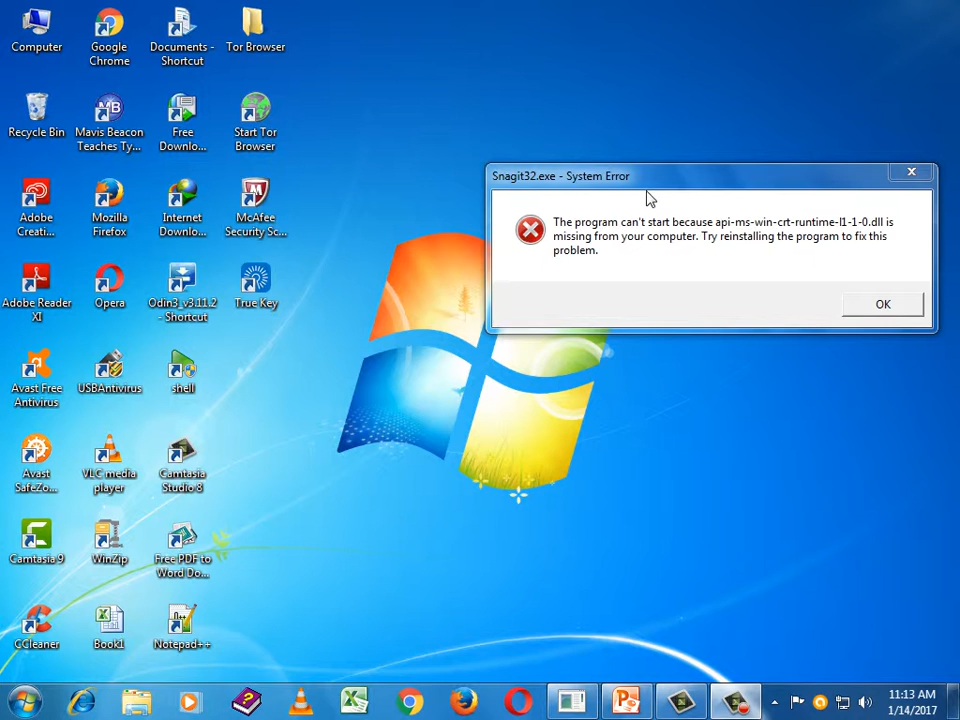 Computer
Google
Chrome
Documents -
Shortcut
Tor Browser
Recycle Bin
Mavis Beacon
Teaches Ty...
Free
Downlo...
Start Tor
Browser
Adobe
Creati...
Mozilla
Firefox
Internet
Downlo...
McAfee
Security Sc...
Adobe Reader
XI
Opera
Odin3_v3.11.2
- Shortcut
True Key
Avast Free
Antivirus
USBAntivirus
shell
Avast
SafeZo...
VLC media
player
Camtasia
Studio 8
Camtasia 9
WinZip
Free PDF to
Word Do...
CCleaner
Book1
Notepad++
Snagit32.exe - System Error
The program can't start because api-ms-win-crt-runtime-l1-1-0.dll is
missing from your computer. Try reinstalling the program to fix this
problem.
OK
11:13 AM
1/14/2017